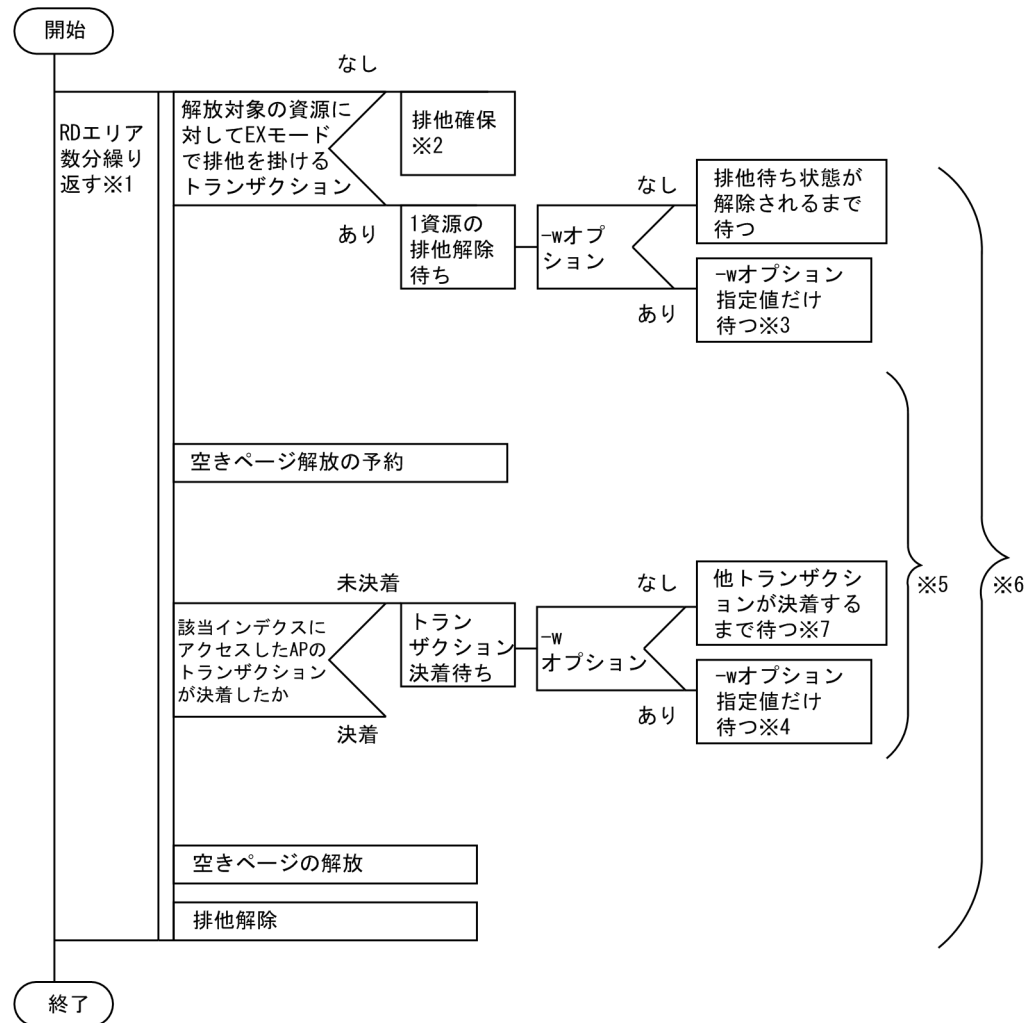 開始
RDエリア
数分繰り
返す※1
なし
解放対象の資源に
対してEXモード
で排他を掛ける
トランザクション
あり
排他確保
※2
1資源の
排他解除
待ち
-wオプ
ション
なし
排他待ち状態が
解除されるまで
待つ
あり
-wオプション
指定値だけ
待つ※3
空きページ解放の予約
未決着
該当インデクスに
アクセスしたAPの
トランザクション
が決着したか
決着
トラン
ザクション
決着待ち
-w
オプション
なし
他トランザクシ
ョンが決着する
まで待つ※7
あり
-wオプション
指定値だけ
待つ※4
※5
※6
空きページの解放
排他解除
終了